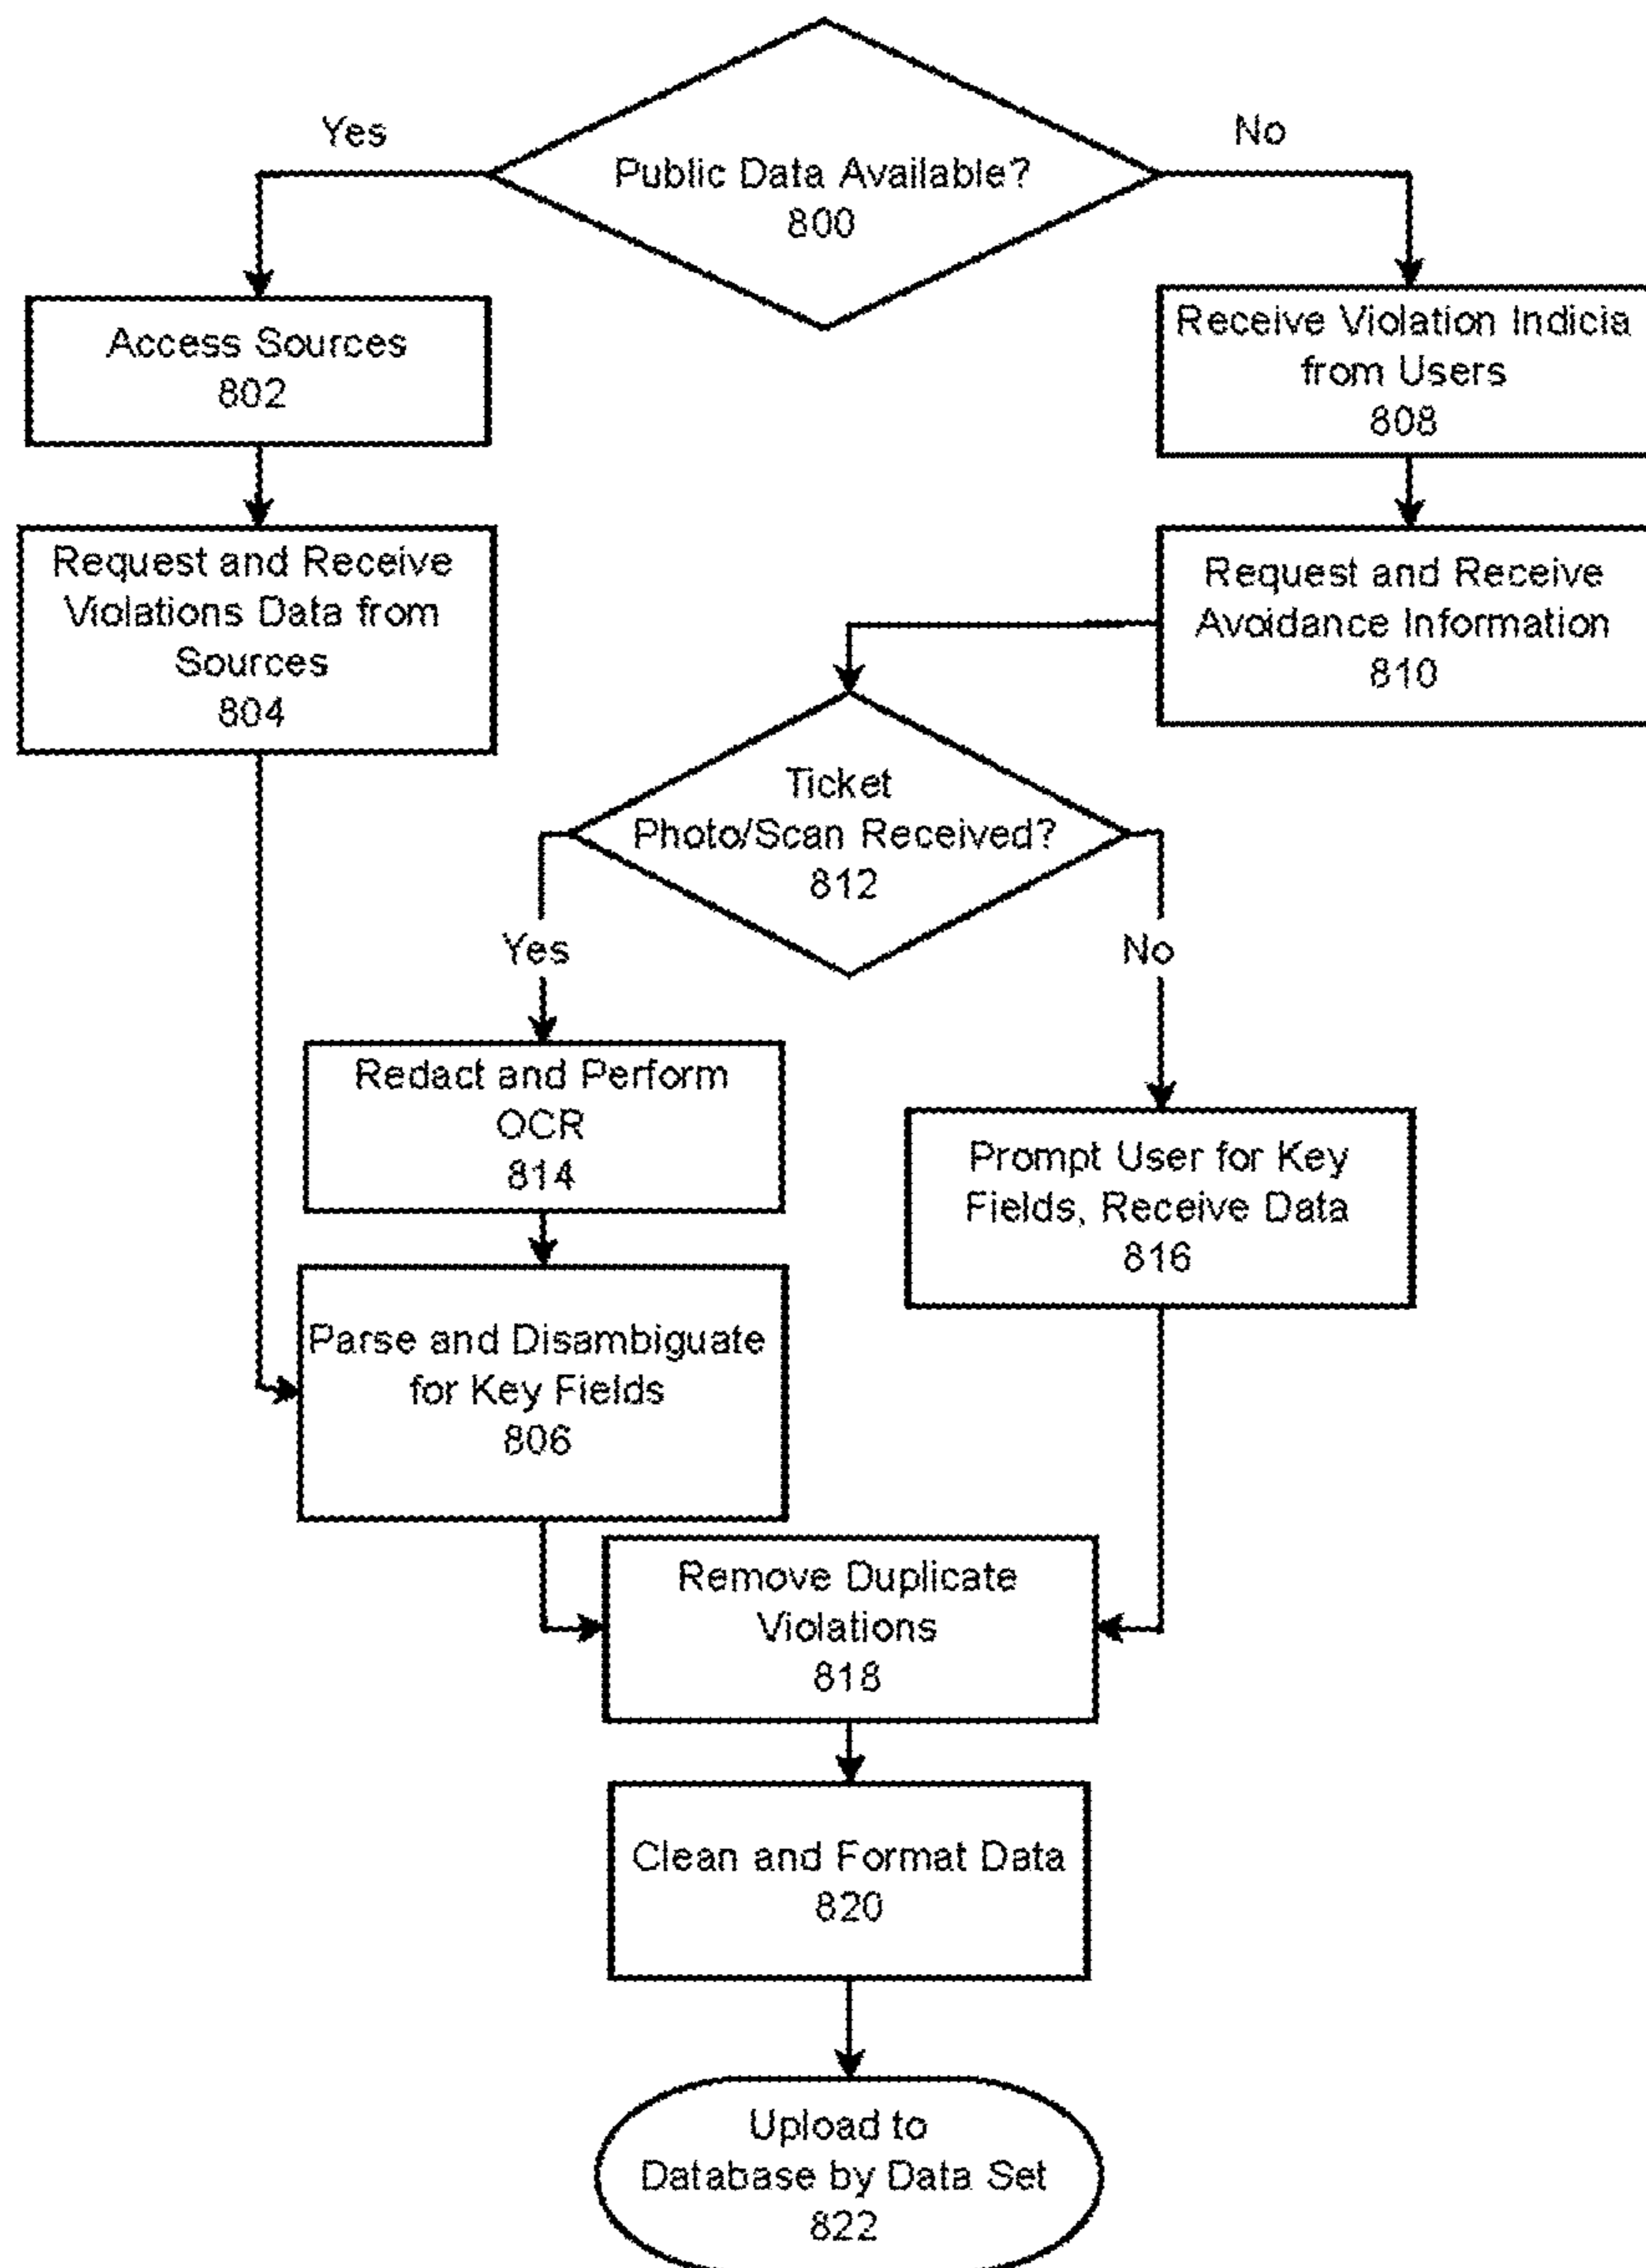 Public Data Available?
800
Yes
No
Access Sources
802
Receive Violation Indicia
from Users
808
Request and Receive
Violations Data from
Sources
804
Request and Receive
Avoidance Information
810
Ticket
Photo/Scan Received?
812
Yes
No
Redact and Perform
OCR
814
Prompt User for Key
Fields, Receive Data
816
Parse and Disambiguate
for Key Fields
806
Remove Duplicate
Violations
818
Clean and Format Data
820
Upload to
Database by Data Set
822